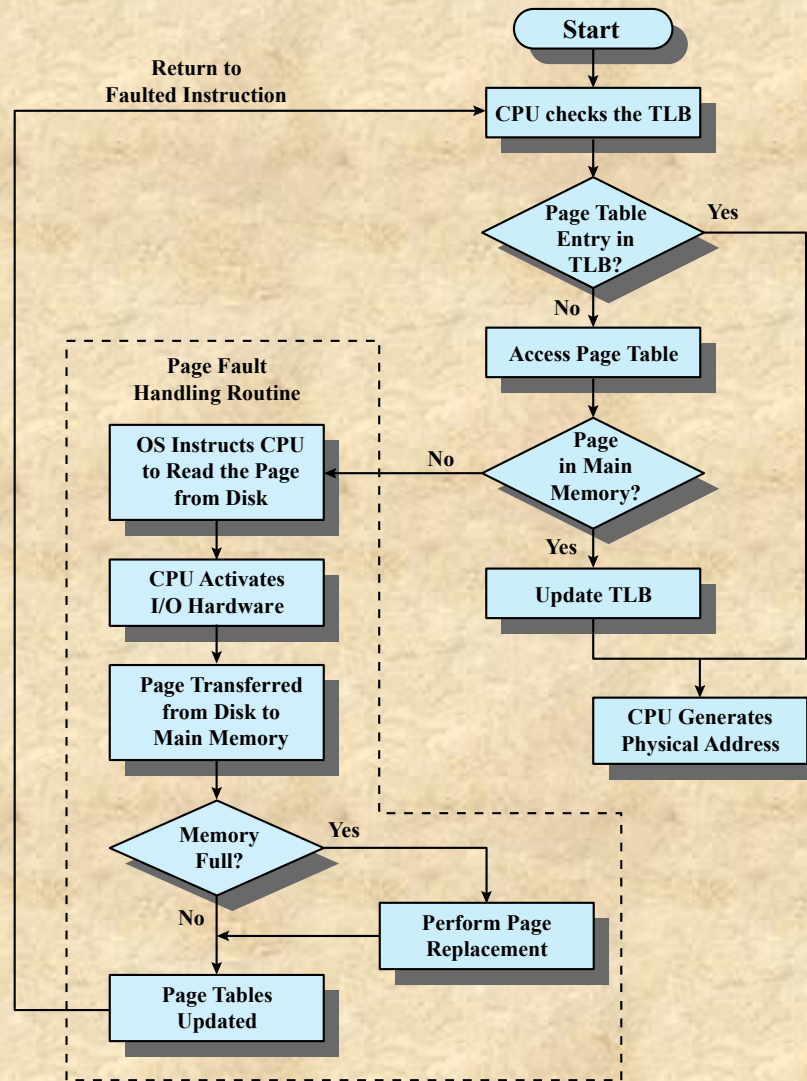 Start
Return to
Faulted Instruction
CPU checks the TLB
Page Table
Entry in
TLB?
Yes
No
Access Page Table
Page Fault
Handling Routine
OS Instructs CPU
to Read the Page
from Disk
No
Page
in Main
Memory?
Yes
CPU Activates
I/O Hardware
Update TLB
Page Transferred
from Disk to
Main Memory
CPU Generates
Physical Address
Memory
Full?
Yes
No
Perform Page
Replacement
Page Tables
Updated